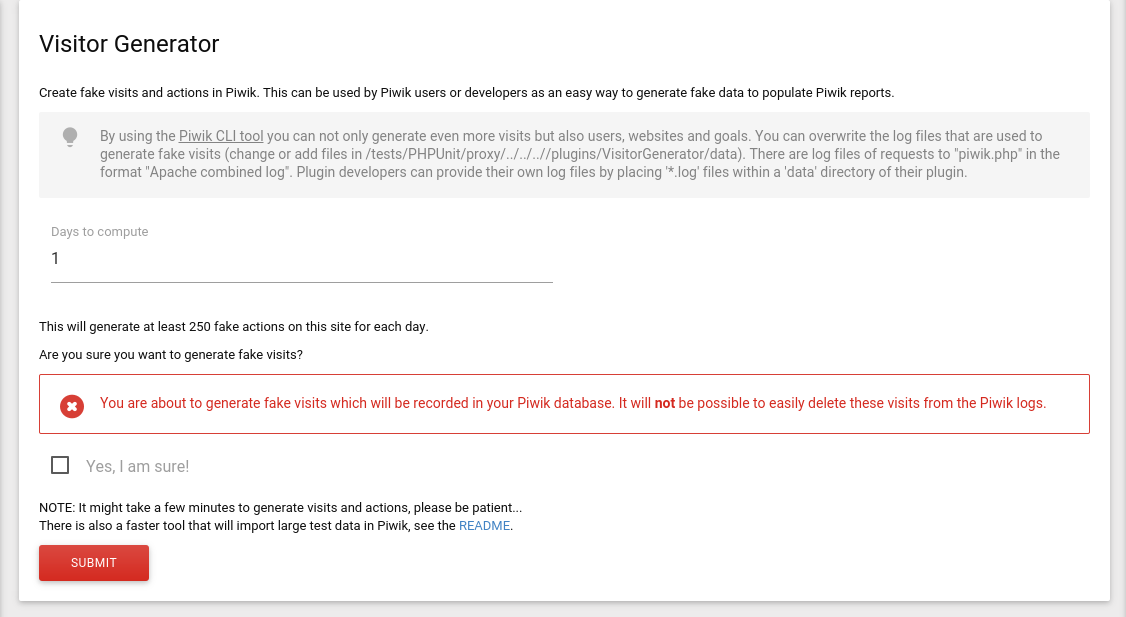 Visitor Generator
Create fake visits and actions in Piwik. This can be used by Piwik users or developers as an easy way to generate fake data to populate Piwik reports.
By using the Piwik CLI tool you can not only generate even more visits but also users, websites and goals. You can overwrite the log files that are used to
generate fake visits (change or add files in /tests/PHPUnit/proxy/../../..//plugins/VisitorGenerator/data). There are log files of requests to "piwik.php" in the
format "Apache combined log". Plugin developers can provide their own log files by placing '*.log' files within a 'data' directory of their plugin.
Days to compute
1
This will generate at least 250 fake actions on this site for each day.
Are you sure you want to generate fake visits?
You are about to generate fake visits which will be recorded in your Piwik database. It will not be possible to easily delete these visits from the Piwik logs.
Yes, I am sure!
NOTE: It might take a few minutes to generate visits and actions, please be patient...
There is also a faster tool that will import large test data in Piwik, see the README.
SUBMIT